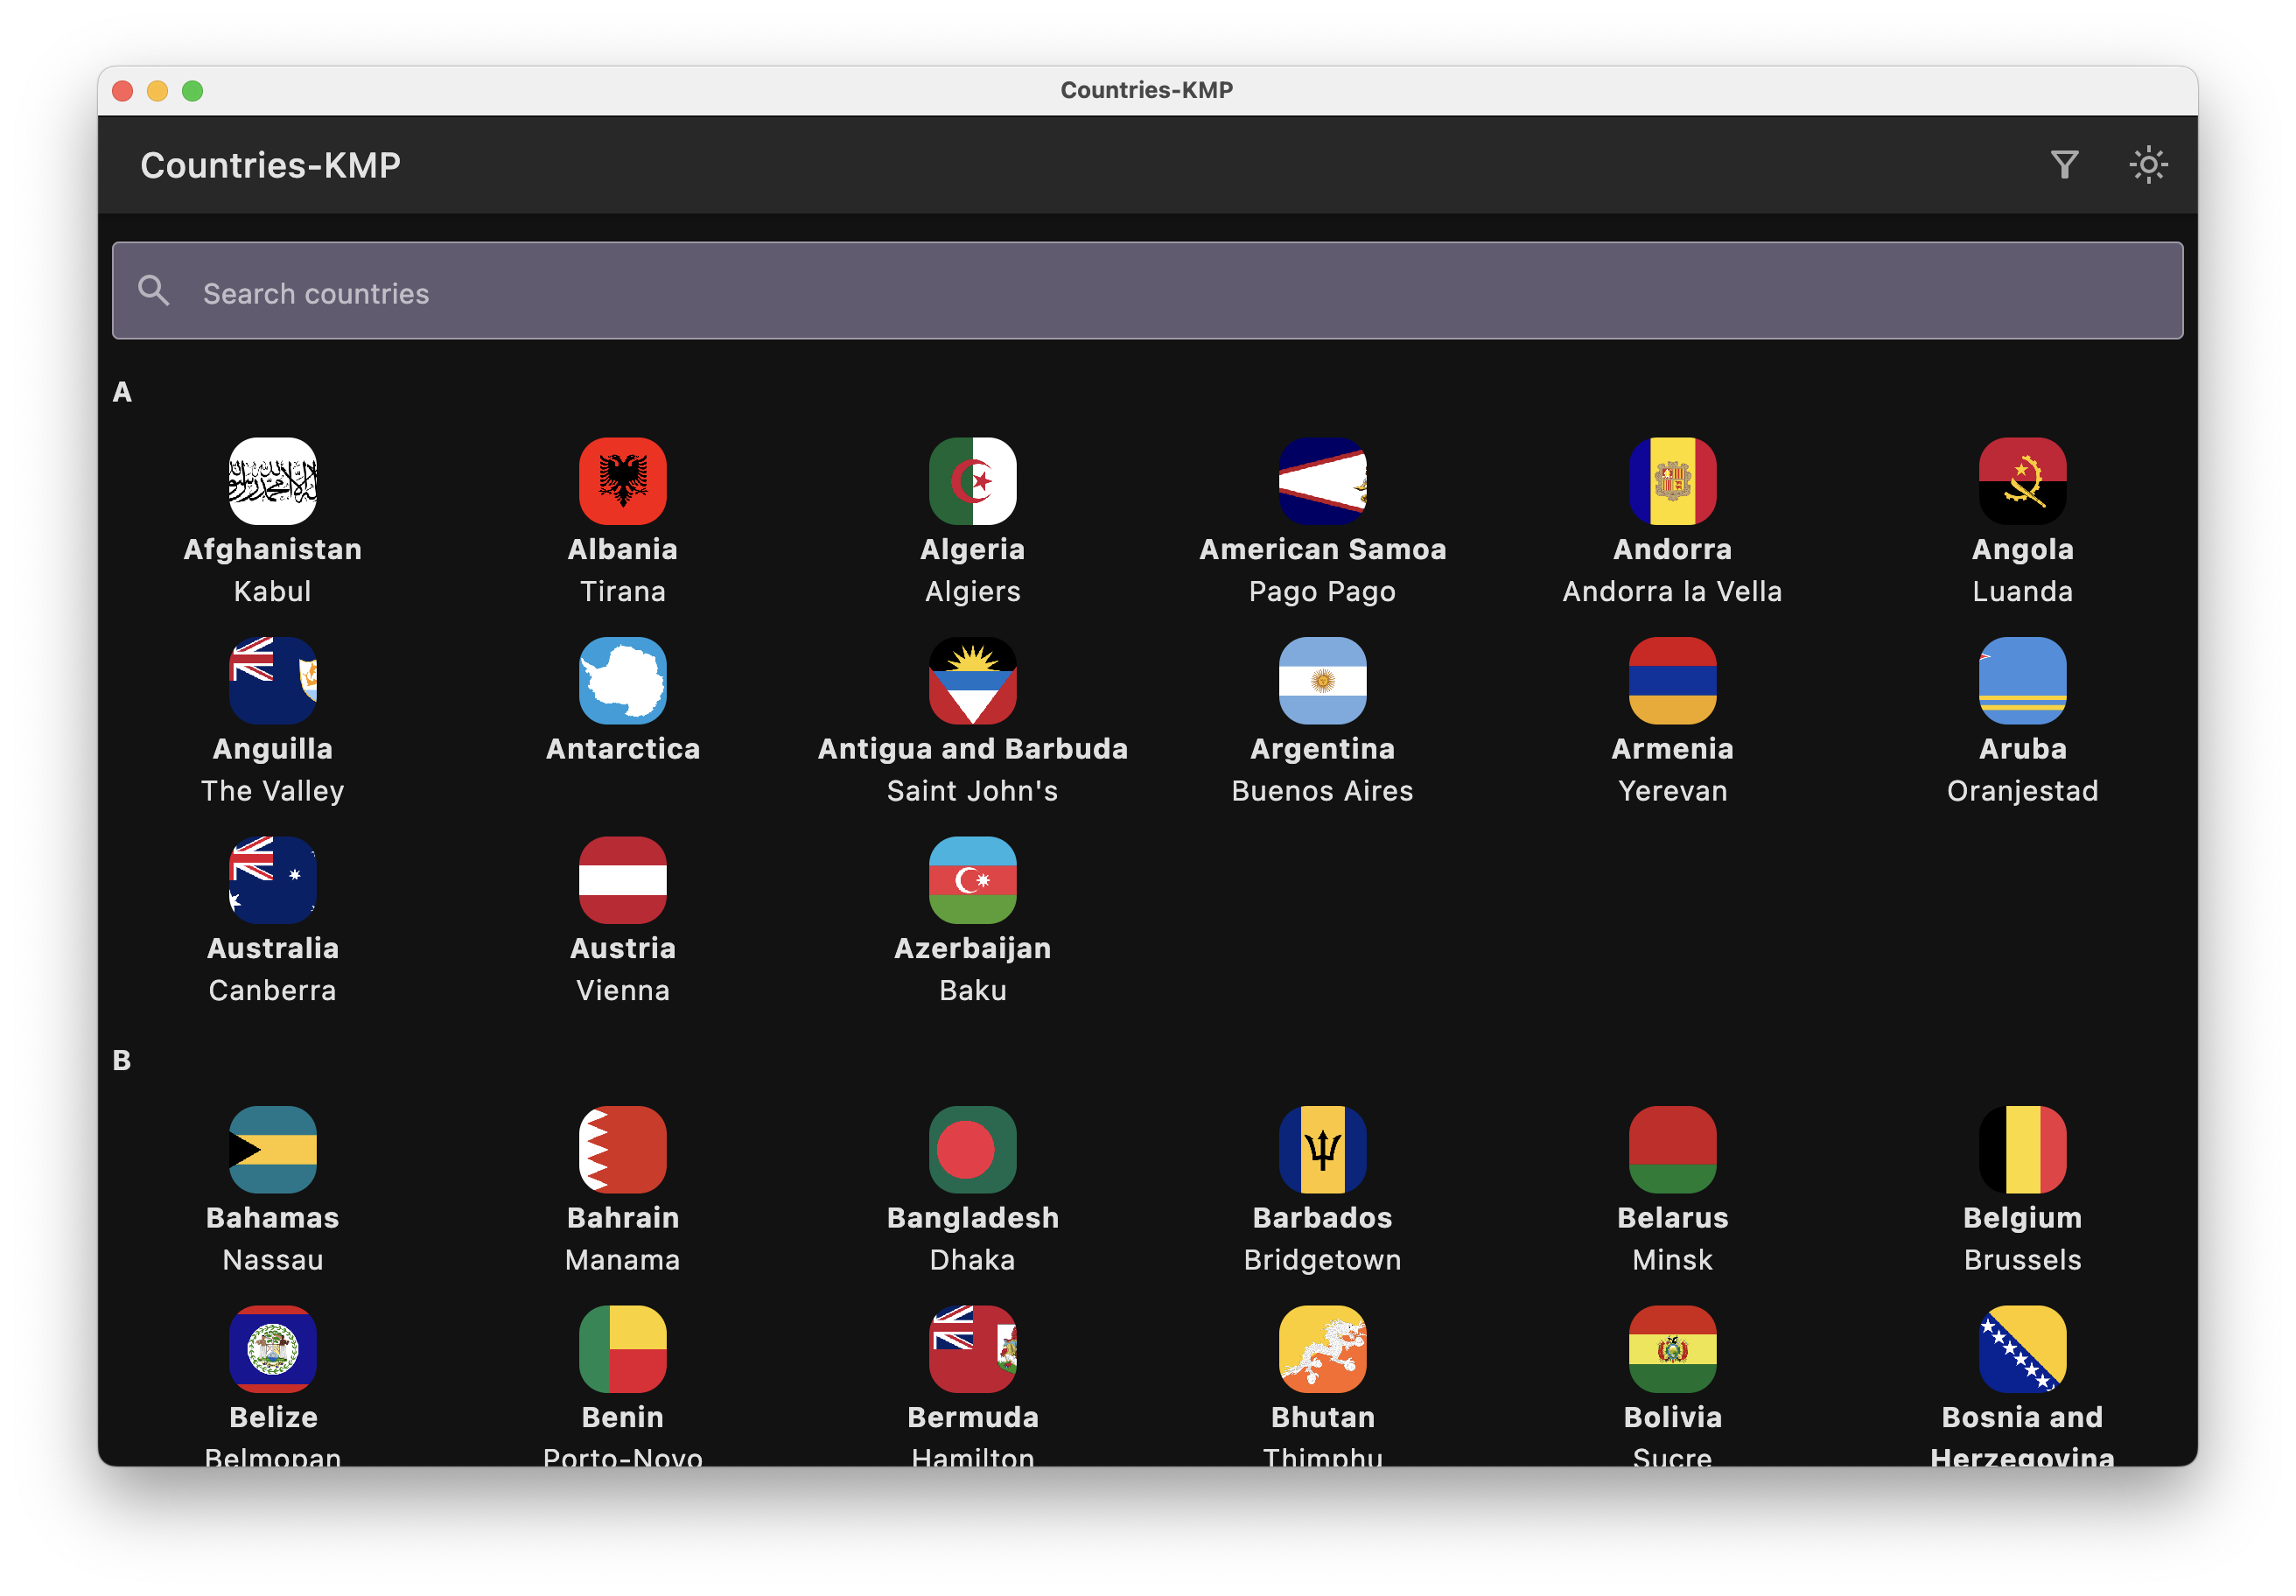 Countries-KMP
Countries-KMP
Search countries
A
Afghanistan Albania Algeria American Samoa Andorra Angola
Kabul Tirana Algiers Pago Pago Andorra la Vella Luanda
Anguilla Antarctica Antigua and Barbuda Argentina Armenia Aruba
The Valley Saint John's Buenos Aires Yerevan Oranjestad
Australia Austria Azerbaijan
Canberra Vienna Baku
B
Bahamas Bahrain Bangladesh Barbados Belarus Belgium
Nassau Manama Dhaka Bridgetown Minsk Brussels
Belize Benin Bermuda Bhutan Bolivia Bosnia and
Belmopan Porto-Novo Hamilton Thimphu Sucre Herzegovina